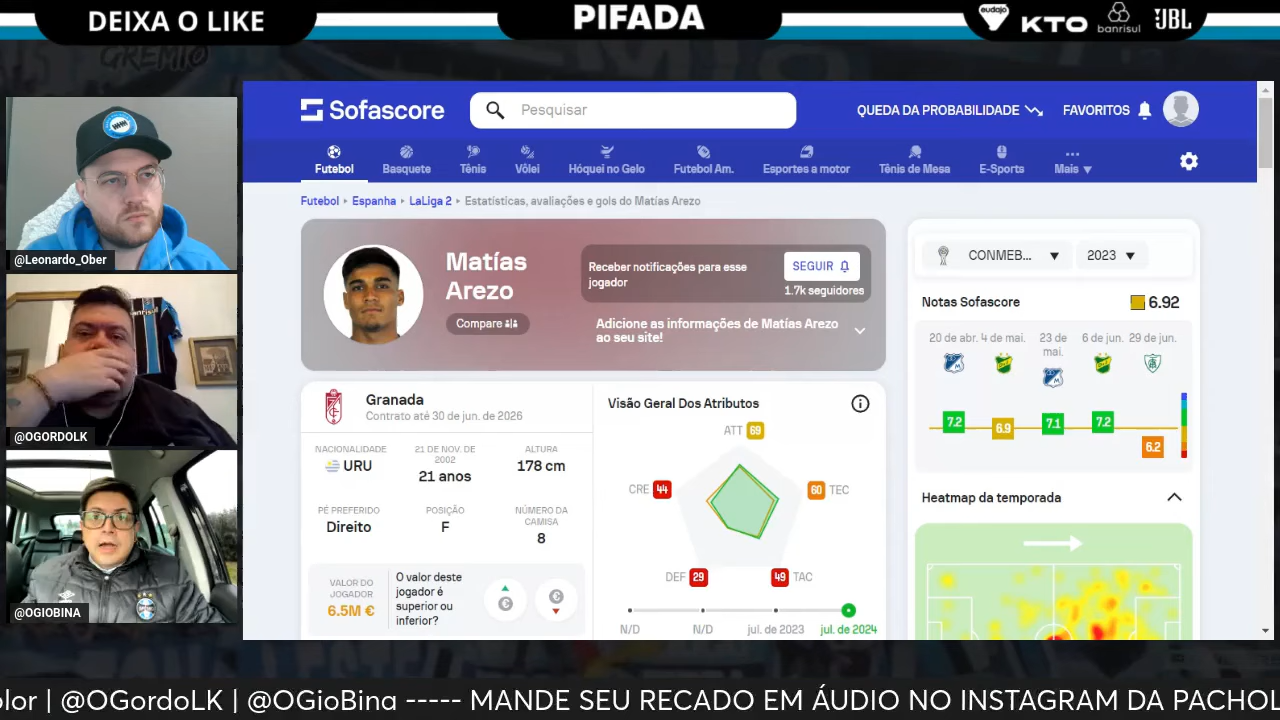 DEIXA O LIKE
PIFADA
eudajo
KTO
banrisul
JBL
GRÊMIO
Sofascore
Pesquisar
QUEDA DA PROBABILIDADE
FAVORITOS
Futebol
Basquete
Tênis
Vôlei
Hóquei no Gelo
Futebol Am.
Esportes a motor
Tênis de Mesa
E-Sports
Mais
Futebol
Espanha
LaLiga 2
Estatísticas, avaliações e gols do Matías Arezo
@Leonardo_Ober
banrisul
@OGORDOLK
@OGIOBINA
Matías
Arezo
Compare
Receber notificações para esse
jogador
SEGUIR
1.7k seguidores
Adicione as informações de Matías Arezo
ao seu site!
Granada
Contrato até 30 de jun. de 2026
NACIONALIDADE
URU
21 DE NOV. DE
2002
21 anos
ALTURA
178 cm
PÉ PREFERIDO
Direito
POSIÇÃO
F
NÚMERO DA
CAMISA
8
VALOR DO
JOGADOR
6.5M €
O valor deste
jogador é
superior ou
inferior?
Visão Geral Dos Atributos
ATT 69
CRE 44
60 TEC
DEF 29
49 TAC
N/D
N/D
jul. de 2023
jul. de 2024
CONMEB...
2023
Notas Sofascore
6.92
20 de abr.
4 de mai.
23 de
mai.
6 de jun.
29 de jun.
7.2
6.9
7.1
7.2
6.2
Heatmap da temporada
olor | @OGordoLK | @OGioBina ----- MANDE SEU RECADO EM ÁUDIO NO INSTAGRAM DA PACHOL